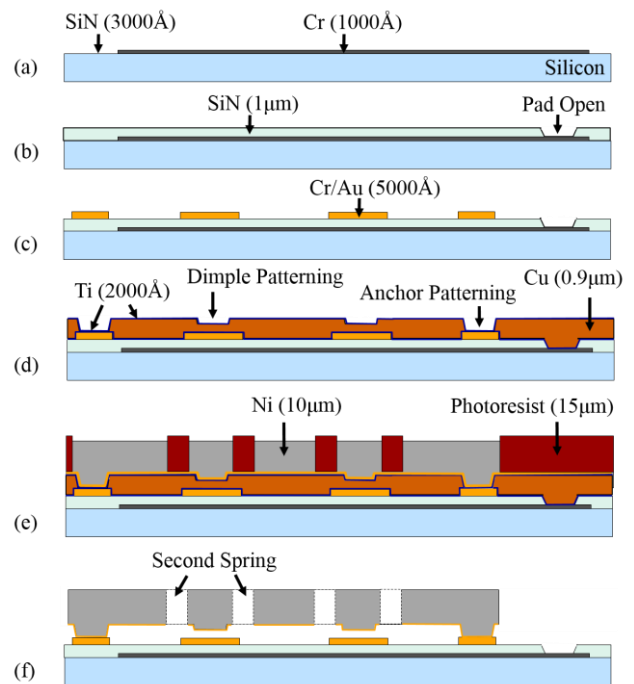 SiN (3000Å)
Cr (1000Å)
(a)
Silicon
SiN (1μm)
Pad Open
(b)
Cr/Au (5000Å)
(c)
Ti (2000Å)
Dimple Patterning
Anchor Patterning
Cu (0.9μm)
(d)
Ni (10μm)
Photoresist (15μm)
(e)
Second Spring
(f)